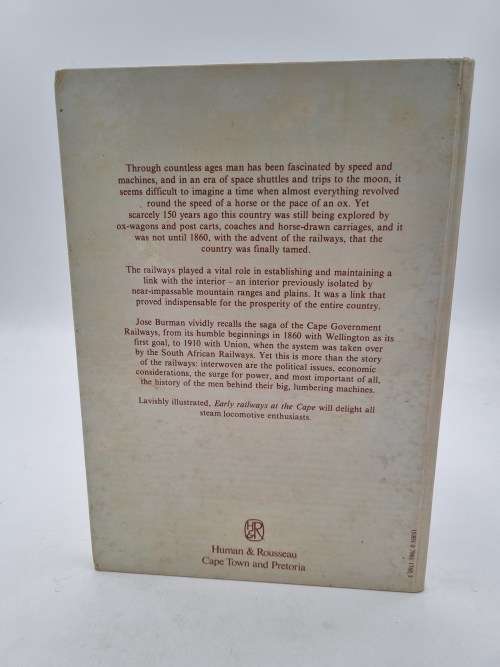 Through countless ages man has been fascinated by speed and
machines, and in an era of space shuttles and trips to the moon, it
seems difficult to imagine a time when almost everything revolved
round the speed of a horse or the pace of an ox. Yet
scarcely 150 years ago this country was still being explored by
ox-wagons and post carts, coaches and horse-drawn carriages, and it
was not until 1860, with the advent of the railways, that the
country was finally tamed.
The railways played a vital role in establishing and maintaining a
link with the interior – an interior previously isolated by
near-impassable mountain ranges and plains. It was a link that
proved indispensable for the prosperity of the entire country.
Jose Burman vividly recalls the saga of the Cape Government
Railways, from its humble beginnings in 1860 with Wellington as its
first goal, to 1910 with Union, when the system was taken over
by the South African Railways. Yet this is more than the story
of the railways: interwoven are the political issues, economic
considerations, the surge for power, and most important of all,
the history of the men behind their big, lumbering machines.
Lavishly illustrated, Early railways at the Cape will delight all
steam locomotive enthusiasts.
HR
Human & Rousseau
Cape Town and Pretoria
ISBN 0 7981